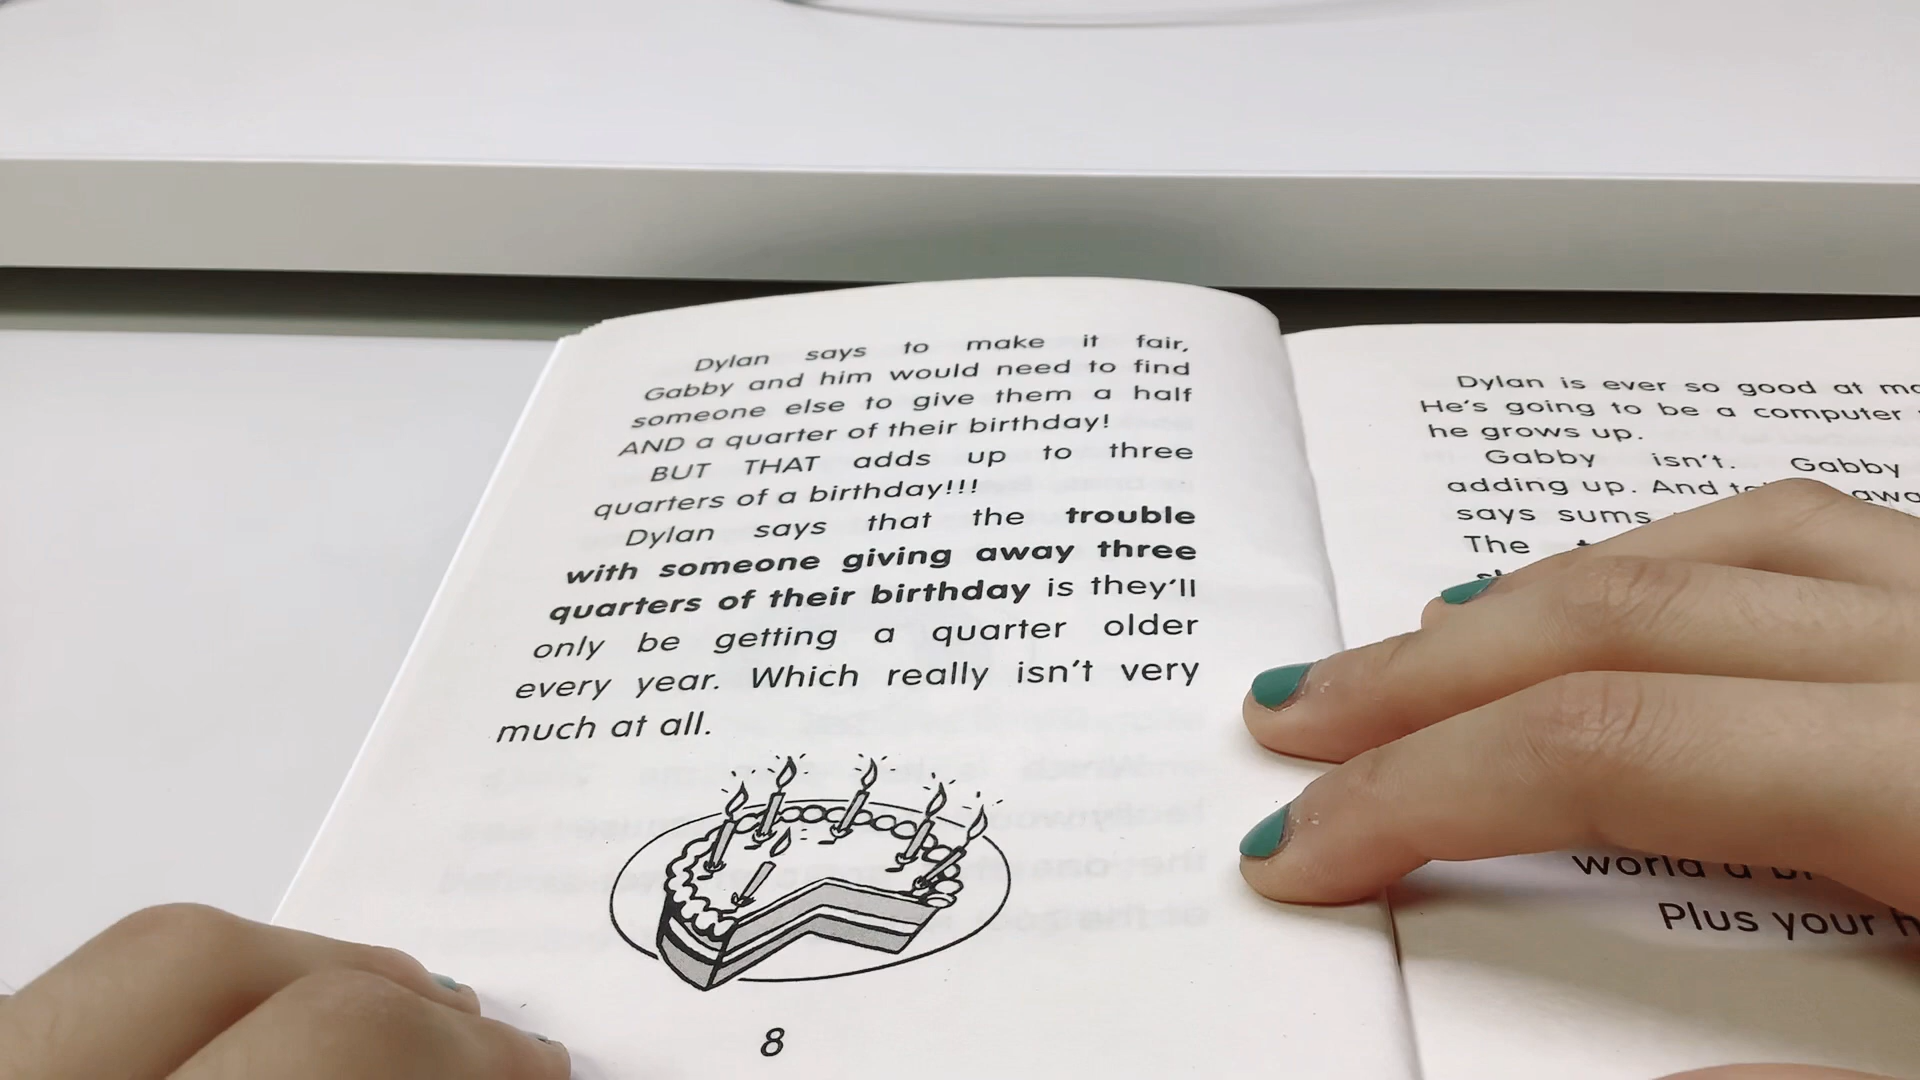 Dylan says to make it fair,
Gabby and him would need to find
someone else to give them a half
AND a quarter of their birthday!
BUT THAT adds up to three
quarters of a birthday!!!
Dylan says that the trouble
with someone giving away three
quarters of their birthday is they'll
only be getting a quarter older
every year. Which really isn't very
much at all.
8
Dylan is ever so good at
He's going to be a computer
he grows up.
Gabby isn't. Gabby
adding up. And
says sums
The
world a
Plus your